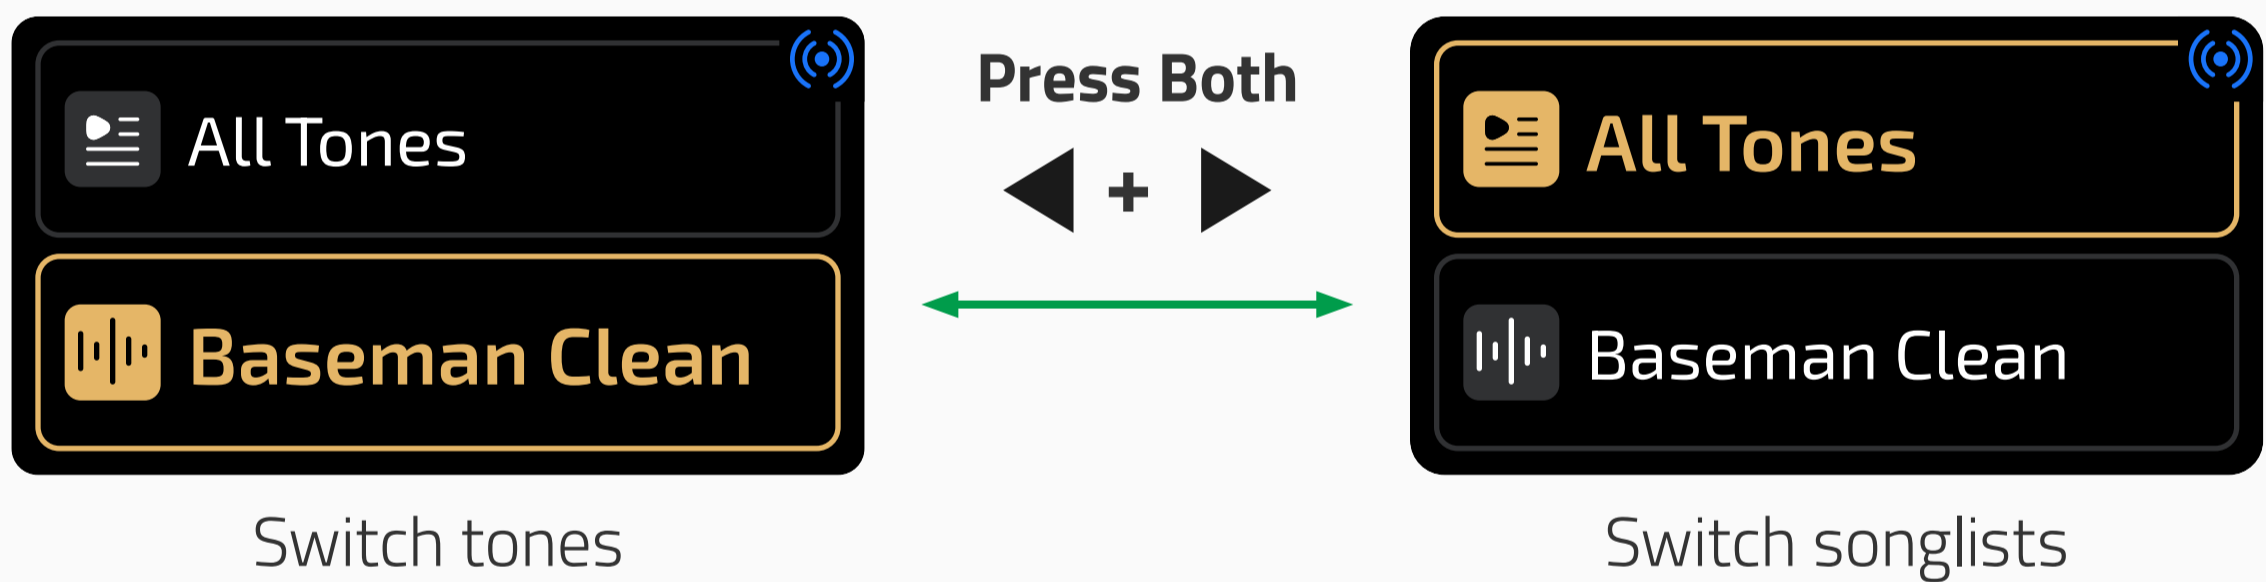 All Tones
Baseman Clean
Switch tones
Press Both
+
All Tones
Baseman Clean
Switch songlists